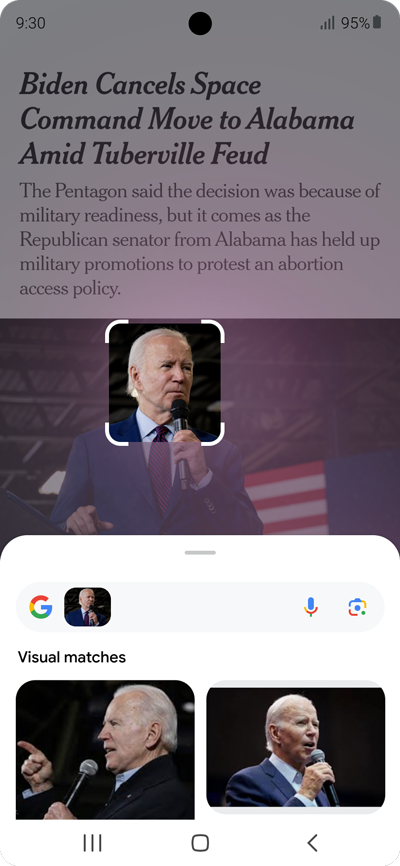 9:30 95%
Biden Cancels Space
Command Move to Alabama
Amid Tuberville Feud
The Pentagon said the decision was because of
military readiness, but it comes as the
Republican senator from Alabama has held up
military promotions to protest an abortion
access policy.
Visual matches